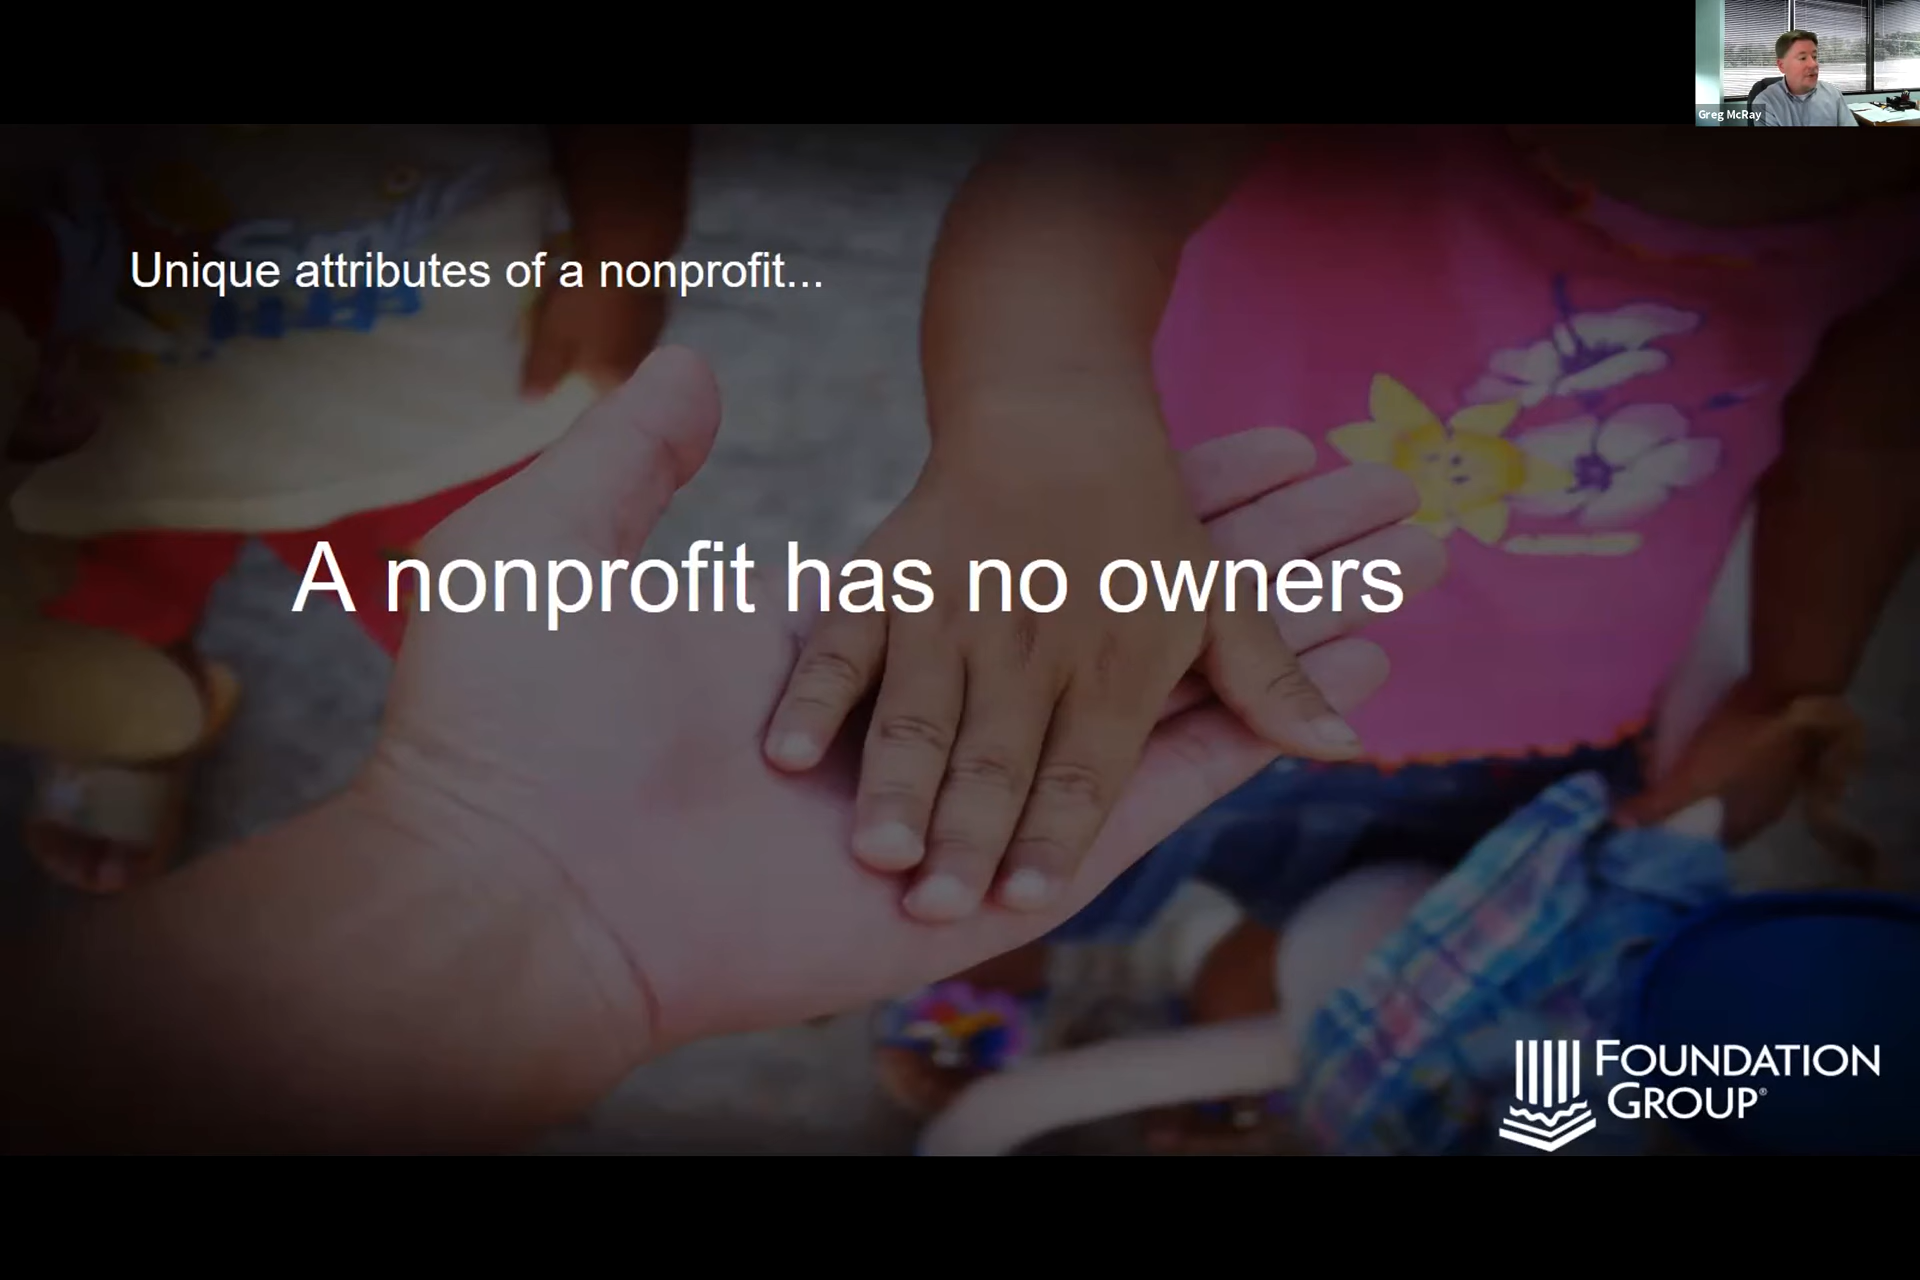 Greg McRay
Unique attributes of a nonprofit...
A nonprofit has no owners
FOUNDATION
GROUP®